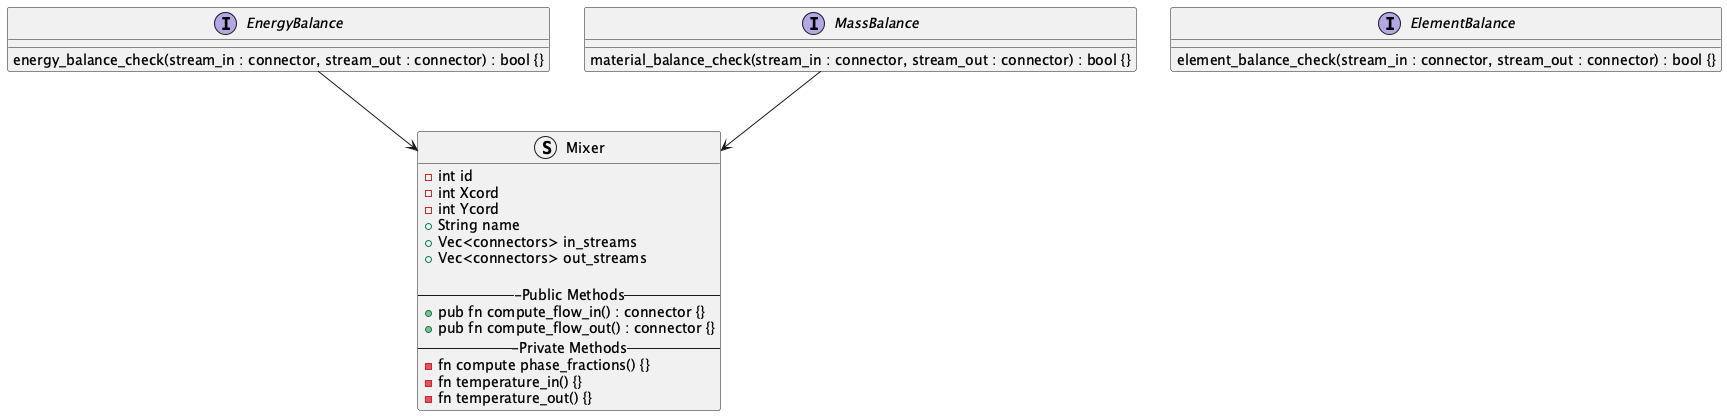 I EnergyBalance
energy_balance_check(stream_in : connector, stream_out : connector) : bool {}
I MassBalance
material_balance_check(stream_in : connector, stream_out : connector) : bool {}
I ElementBalance
element_balance_check(stream_in : connector, stream_out : connector) : bool {}
S Mixer
int id
int Xcord
int Ycord
String name
Vec<connectors> in_streams
Vec<connectors> out_streams
-Public Methods
pub fn compute_flow_in() : connector {}
pub fn compute_flow_out() : connector {}
-Private Methods
fn compute phase_fractions() {}
fn temperature_in() {}
fn temperature_out() {}